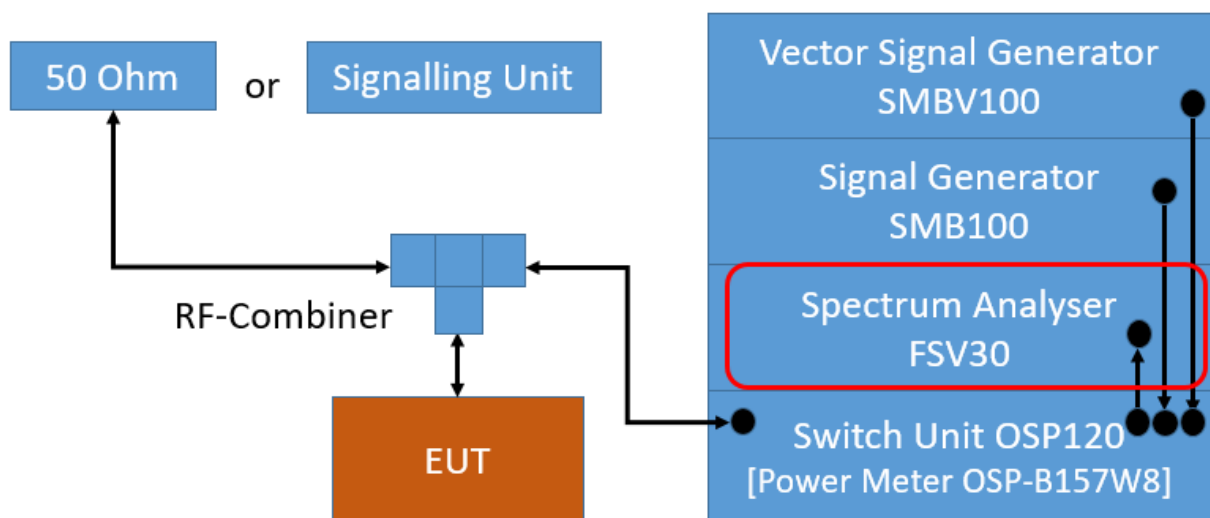 50 Ohm
or
Signalling Unit
RF-Combiner
EUT
Vector Signal Generator
SMBV100
Signal Generator
SMB100
Spectrum Analyser
FSV30
Switch Unit OSP120
[Power Meter OSP-B157W8]